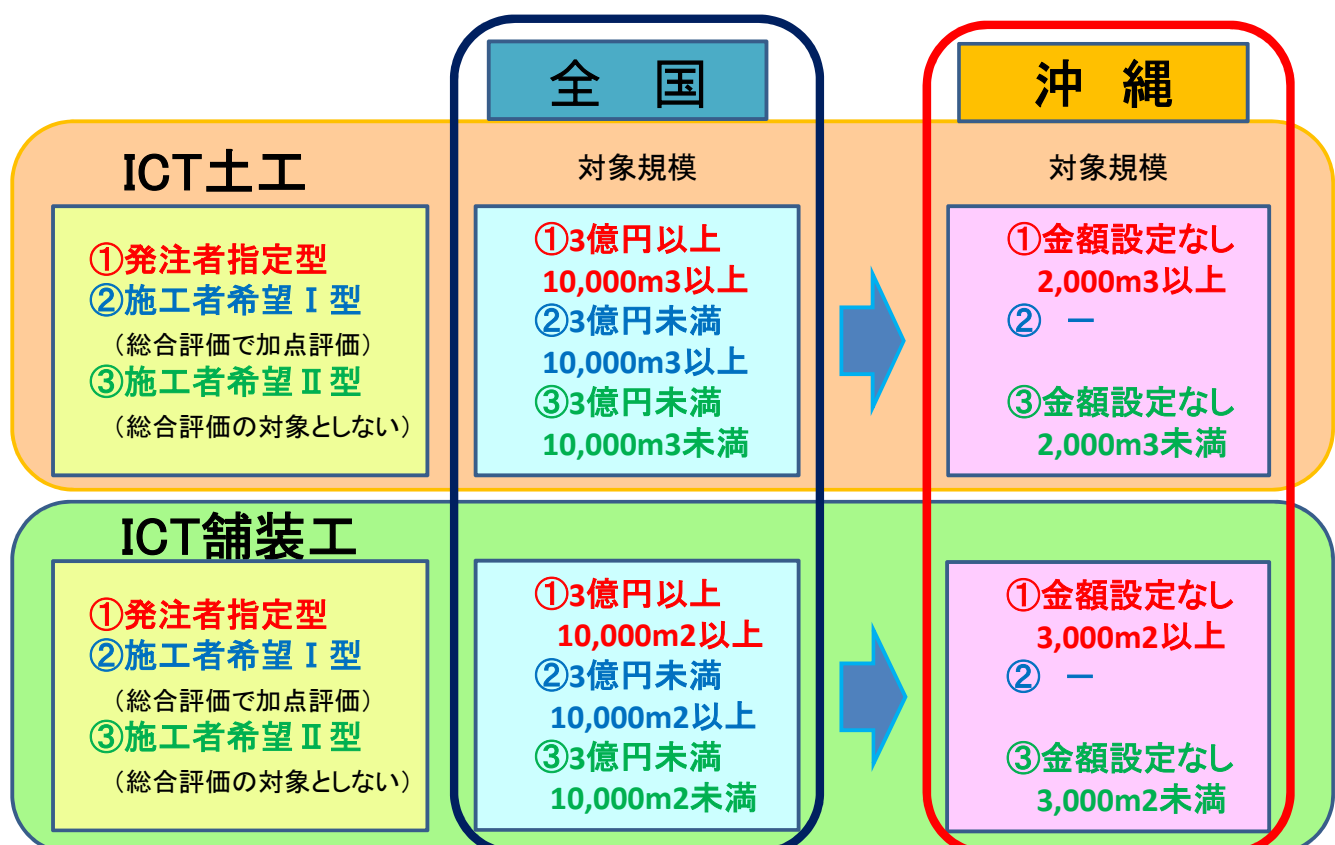 全 国
沖 縄
ICT土工
対象規模
対象規模
①発注者指定型
②施工者希望Ⅰ型
（総合評価で加点評価）
③施工者希望Ⅱ型
（総合評価の対象としない）
①3億円以上
10,000m3以上
②3億円未満
10,000m3以上
③3億円未満
10,000m3未満
①金額設定なし
2,000m3以上
② －
③金額設定なし
2,000m3未満
ICT舗装工
①発注者指定型
②施工者希望Ⅰ型
（総合評価で加点評価）
③施工者希望Ⅱ型
（総合評価の対象としない）
①3億円以上
10,000m2以上
②3億円未満
10,000m2以上
③3億円未満
10,000m2未満
①金額設定なし
3,000m2以上
② －
③金額設定なし
3,000m2未満